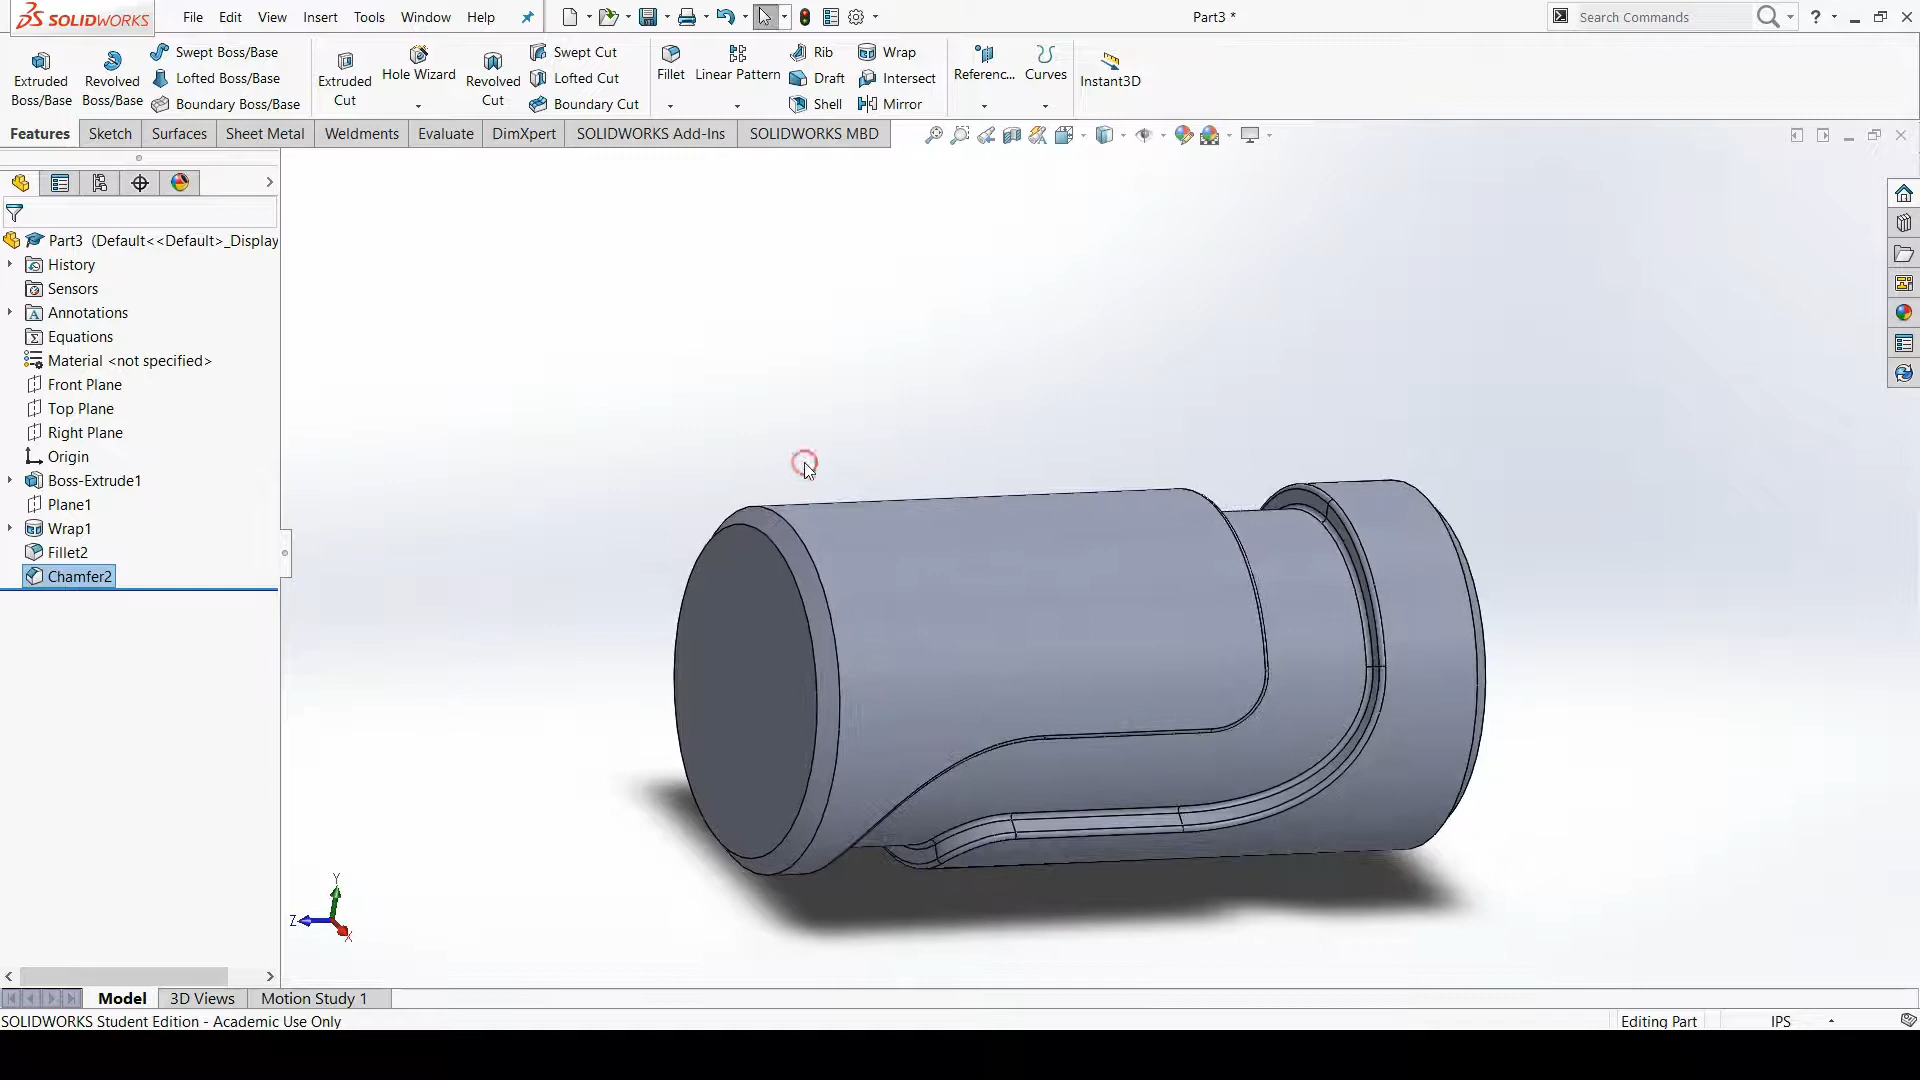 SOLIDWORKS File Edit View Insert Tools Window Help Part3 * Search Commands ?
Extruded Boss/Base
Revolved Boss/Base
Swept Boss/Base
Lofted Boss/Base
Boundary Boss/Base
Extruded Cut
Hole Wizard
Revolved Cut
Swept Cut
Lofted Cut
Boundary Cut
Fillet
Linear Pattern
Rib
Draft
Shell
Wrap
Intersect
Mirror
Referenc...
Curves
Instant3D
Features Sketch Surfaces Sheet Metal Weldments Evaluate DimXpert SOLIDWORKS Add-Ins SOLIDWORKS MBD
Part3 (Default<<Default>_Display
History
Sensors
Annotations
Equations
Material <not specified>
Front Plane
Top Plane
Right Plane
Origin
Boss-Extrude1
Plane1
Wrap1
Fillet2
Chamfer2
Y
Z
X
Model 3D Views Motion Study 1
SOLIDWORKS Student Edition - Academic Use Only Editing Part IPS